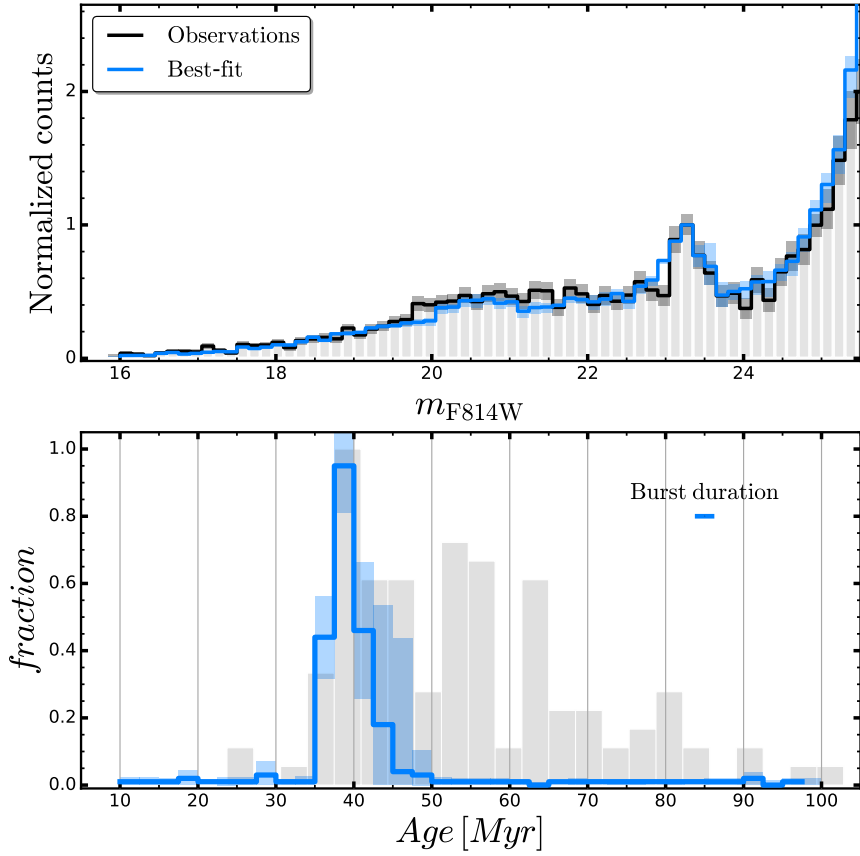 Observations
Best-fit
Normalized counts
2
1
0
16 18 20 22 24
m_F814W
Burst duration
fraction
1.0
0.8
0.6
0.4
0.2
0.0
10 20 30 40 50 60 70 80 90 100
Age [Myr]